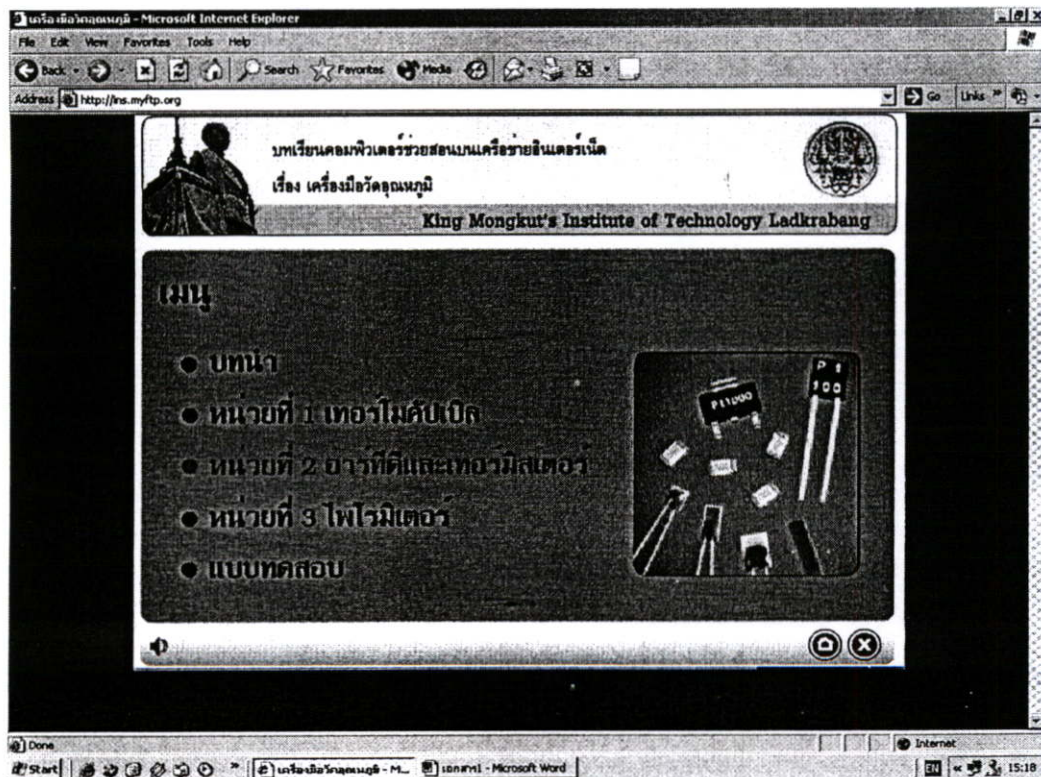 เครื่องมือวัดอุณหภูมิ - Microsoft Internet Explorer
File Edit View Favorites Tools Help
Back Search Favorites Media
Address http://ins.myftp.org Go Links
บทเรียนคอมพิวเตอร์ช่วยสอนบนเครือข่ายอินเตอร์เน็ต
เรื่อง เครื่องมือวัดอุณหภูมิ
King Mongkut's Institute of Technology Ladkrabang
เมนู
บทนำ
หน่วยที่ 1 เทอร์โมคัปเปิล
หน่วยที่ 2 อาร์ทีดีและเทอร์มิสเตอร์
หน่วยที่ 3 ไพโรมิเตอร์
แบบทดสอบ
P1
100
Pt1000
Done Internet
Start เครื่องมือวัดอุณหภูมิ - M... เอกสาร1 - Microsoft Word EN 15:18